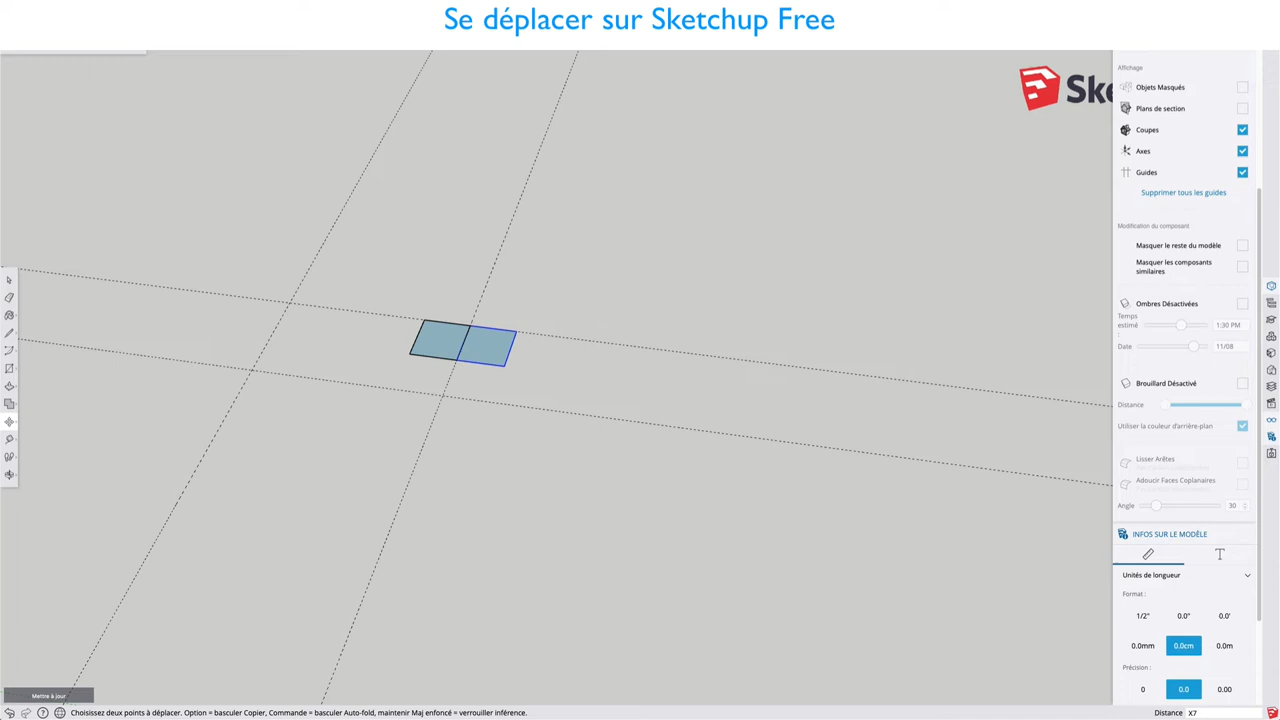 Se déplacer sur Sketchup Free
Ske
Affichage
Objets Masqués
Plans de section
Coupes
Axes
Guides
Supprimer tous les guides
Modification du composant
Masquer le reste du modèle
Masquer les composants
similaires
Ombres Désactivées
Temps
estimé
:
1:30 PM
Date
11/08
Brouillard Désactivé
Distance
Utiliser la couleur d'arrière-plan
Lisser Arêtes
Adoucir Faces Coplanaires
Angle
30
INFOS SUR LE MODÈLE
Unités de longueur
Format :
1/2" 0.0" 0.0'
0.0mm 0.0cm 0.0m
Précision :
0 0.0 0.00
Mettre à jour
Choisissez deux points à déplacer. Option = basculer Copier, Commande = basculer Auto-fold, maintenir Maj enfoncé = verrouiller inférence.
Distance X7